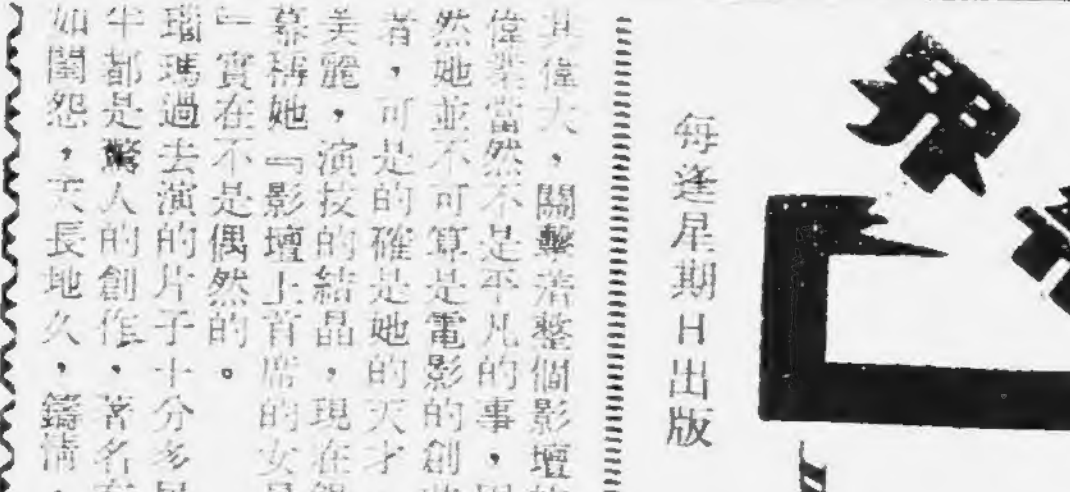 每逢星期日出版
其偉大，關繫着整個影壇
偉業當然不是平凡的事，
然她並不可算是電影的創
者，可是的確是她的天才
美麗，演技的結晶，現在
幕稱她『影壇上首席的女
』實在不是偶然的。
瑙瑪過去演的片子十分多
牛都是驚人的創作，著名
如閨怨，天長地久，鑄情